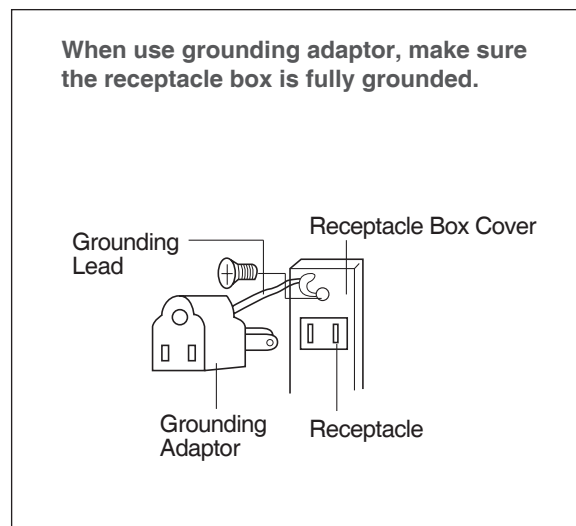 When use grounding adaptor, make sure
the receptacle box is fully grounded.
Receptacle Box Cover
Grounding
Lead
Grounding
Adaptor
Receptacle